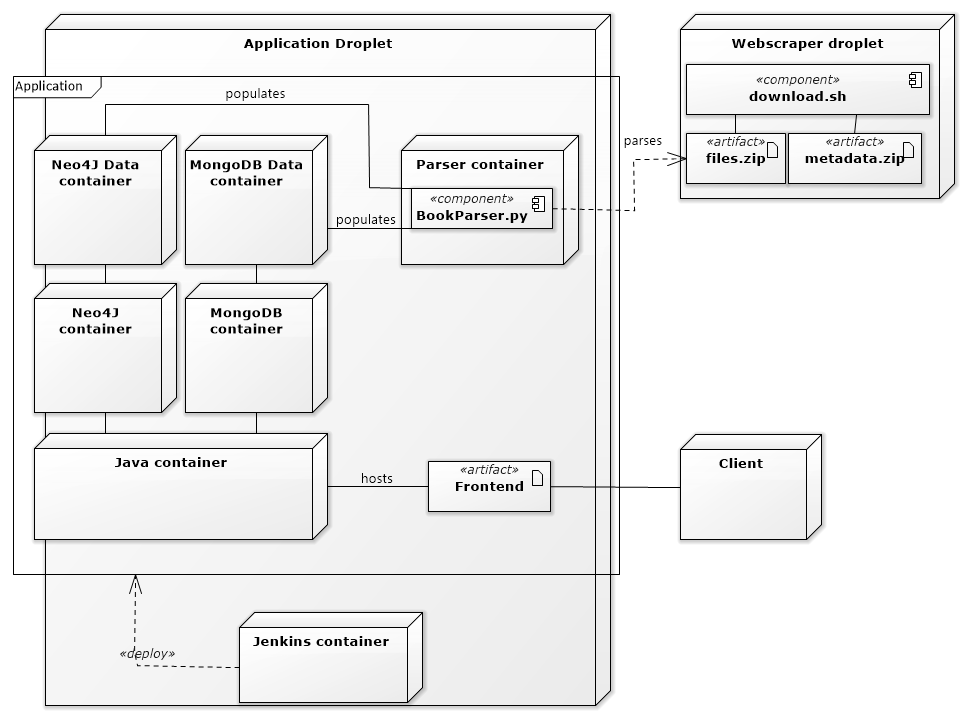 Application Droplet
Webscraper droplet
Application
«component»
download.sh
populates
parses
«artifact»
files.zip
«artifact»
metadata.zip
Neo4J Data
container
MongoDB Data
container
Parser container
«component»
BookParser.py
populates
Neo4J
container
MongoDB
container
Java container
hosts
«artifact»
Frontend
Client
Jenkins container
«deploy»